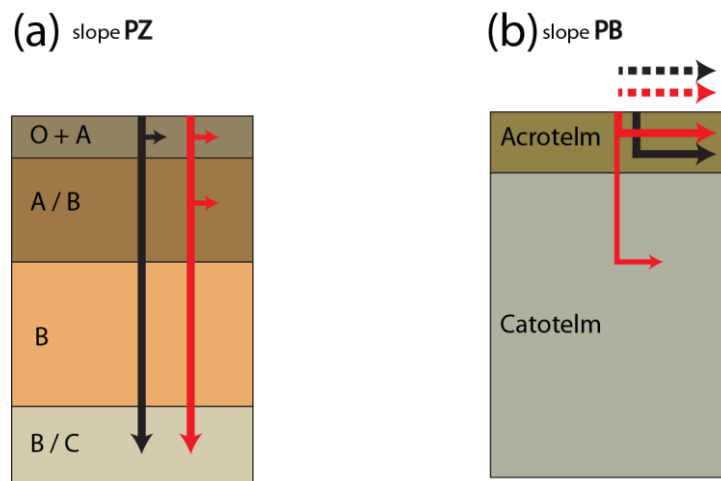 (a) slope PZ
O + A
A / B
B
B / C
(b) slope PB
Acrotelm
Catotelm